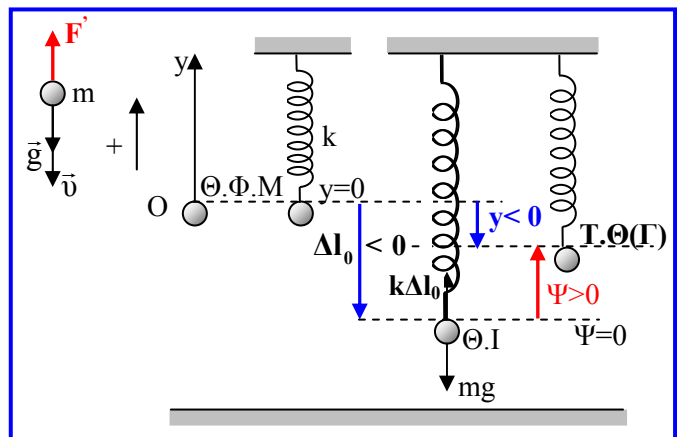 F’
m
g⃗
υ⃗
+
y
k
O
Θ.Φ.Μ
y=0
Δl₀ < 0
y< 0
Τ.Θ(Γ)
kΔl₀
Ψ>0
Θ.Ι
Ψ=0
mg